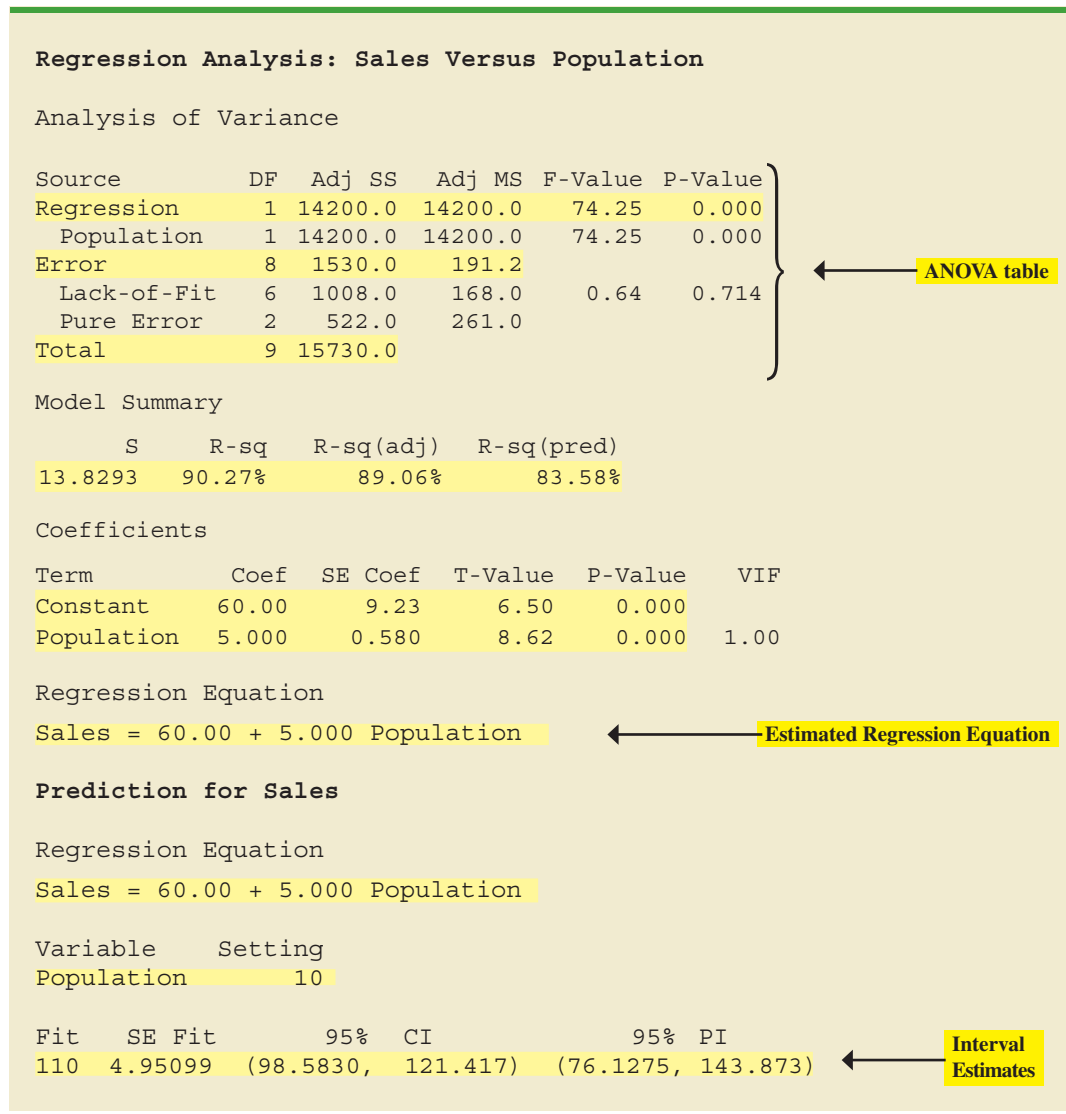 Regression Analysis: Sales Versus Population
Analysis of Variance
Source DF Adj SS Adj MS F-Value P-Value
Regression 1 14200.0 14200.0 74.25 0.000
Population 1 14200.0 14200.0 74.25 0.000
Error 8 1530.0 191.2
ANOVA table
Lack-of-Fit 6 1008.0 168.0 0.64 0.714
Pure Error 2 522.0 261.0
Total 9 15730.0
Model Summary
S R-sq R-sq(adj) R-sq(pred)
13.8293 90.27% 89.06% 83.58%
Coefficients
Term Coef SE Coef T-Value P-Value VIF
Constant 60.00 9.23 6.50 0.000
Population 5.000 0.580 8.62 0.000 1.00
Regression Equation
Sales = 60.00 + 5.000 Population
Estimated Regression Equation
Prediction for Sales
Regression Equation
Sales = 60.00 + 5.000 Population
Variable Setting
Population 10
Fit SE Fit 95% CI 95% PI
110 4.95099 (98.5830, 121.417) (76.1275, 143.873)
Interval
Estimates